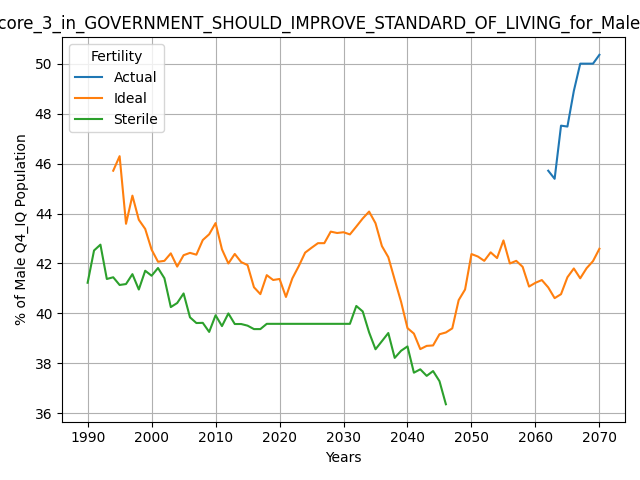 core_3_in_GOVERNMENT_SHOULD_IMPROVE_STANDARD_OF_LIVING_for_Male
Fertility
Actual
Ideal
Sterile
% of Male Q4_IQ Population
50
48
46
44
42
40
38
36
1990 2000 2010 2020 2030 2040 2050 2060 2070
Years